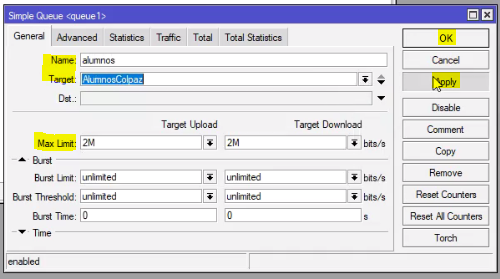 Simple Queue <queue1>
General Advanced Statistics Traffic Total Total Statistics
OK
Name: alumnos
Cancel
Target: AlumnosColpaz
Apply
Dst.:
Disable
Target Upload Target Download
Comment
Max Limit: 2M 2M bits/s
Copy
Burst
Burst Limit: unlimited unlimited bits/s
Remove
Burst Threshold: unlimited unlimited bits/s
Reset Counters
Burst Time: 0 0 s
Reset All Counters
Time
Torch
enabled